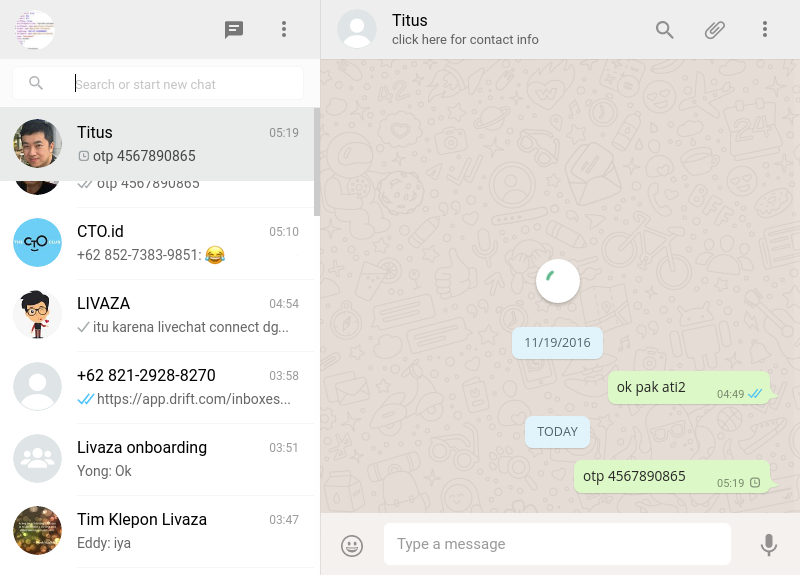 Search or start new chat
Titus
05:19
otp 4567890865
otp 4567890865
CTO.id
05:10
+62 852-7383-9851: 😂
LIVAZA
04:54
itu karena livechat connect dg...
+62 821-2928-8270
03:58
https://app.drift.com/inboxes...
Livaza onboarding
03:51
Yong: Ok
Tim Klepon Livaza
03:47
Eddy: iya
Titus
click here for contact info
11/19/2016
ok pak ati2
04:49
TODAY
otp 4567890865
05:19
Type a message